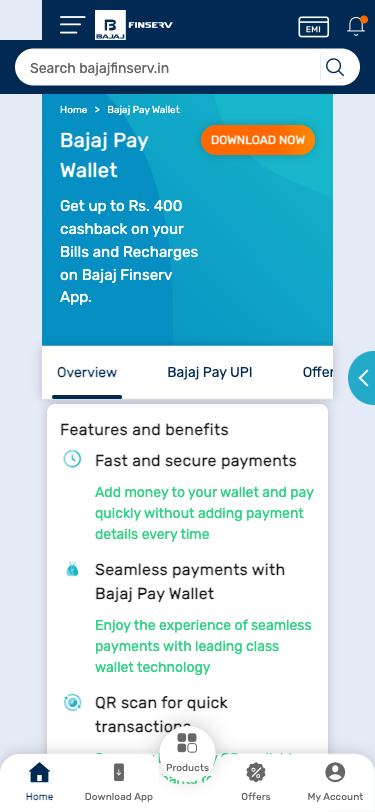 B
BAJAJ
FINSERV
EMI
Search bajajfinserv.in
Home > Bajaj Pay Wallet
Bajaj Pay
Wallet
DOWNLOAD NOW
Get up to Rs. 400
cashback on your
Bills and Recharges
on Bajaj Finserv
App.
Overview
Bajaj Pay UPI
Offer
Features and benefits
Fast and secure payments
Add money to your wallet and pay
quickly without adding payment
details every time
Seamless payments with
Bajaj Pay Wallet
Enjoy the experience of seamless
payments with leading class
wallet technology
QR scan for quick
transactions
Products
Home
Download App
Offers
My Account